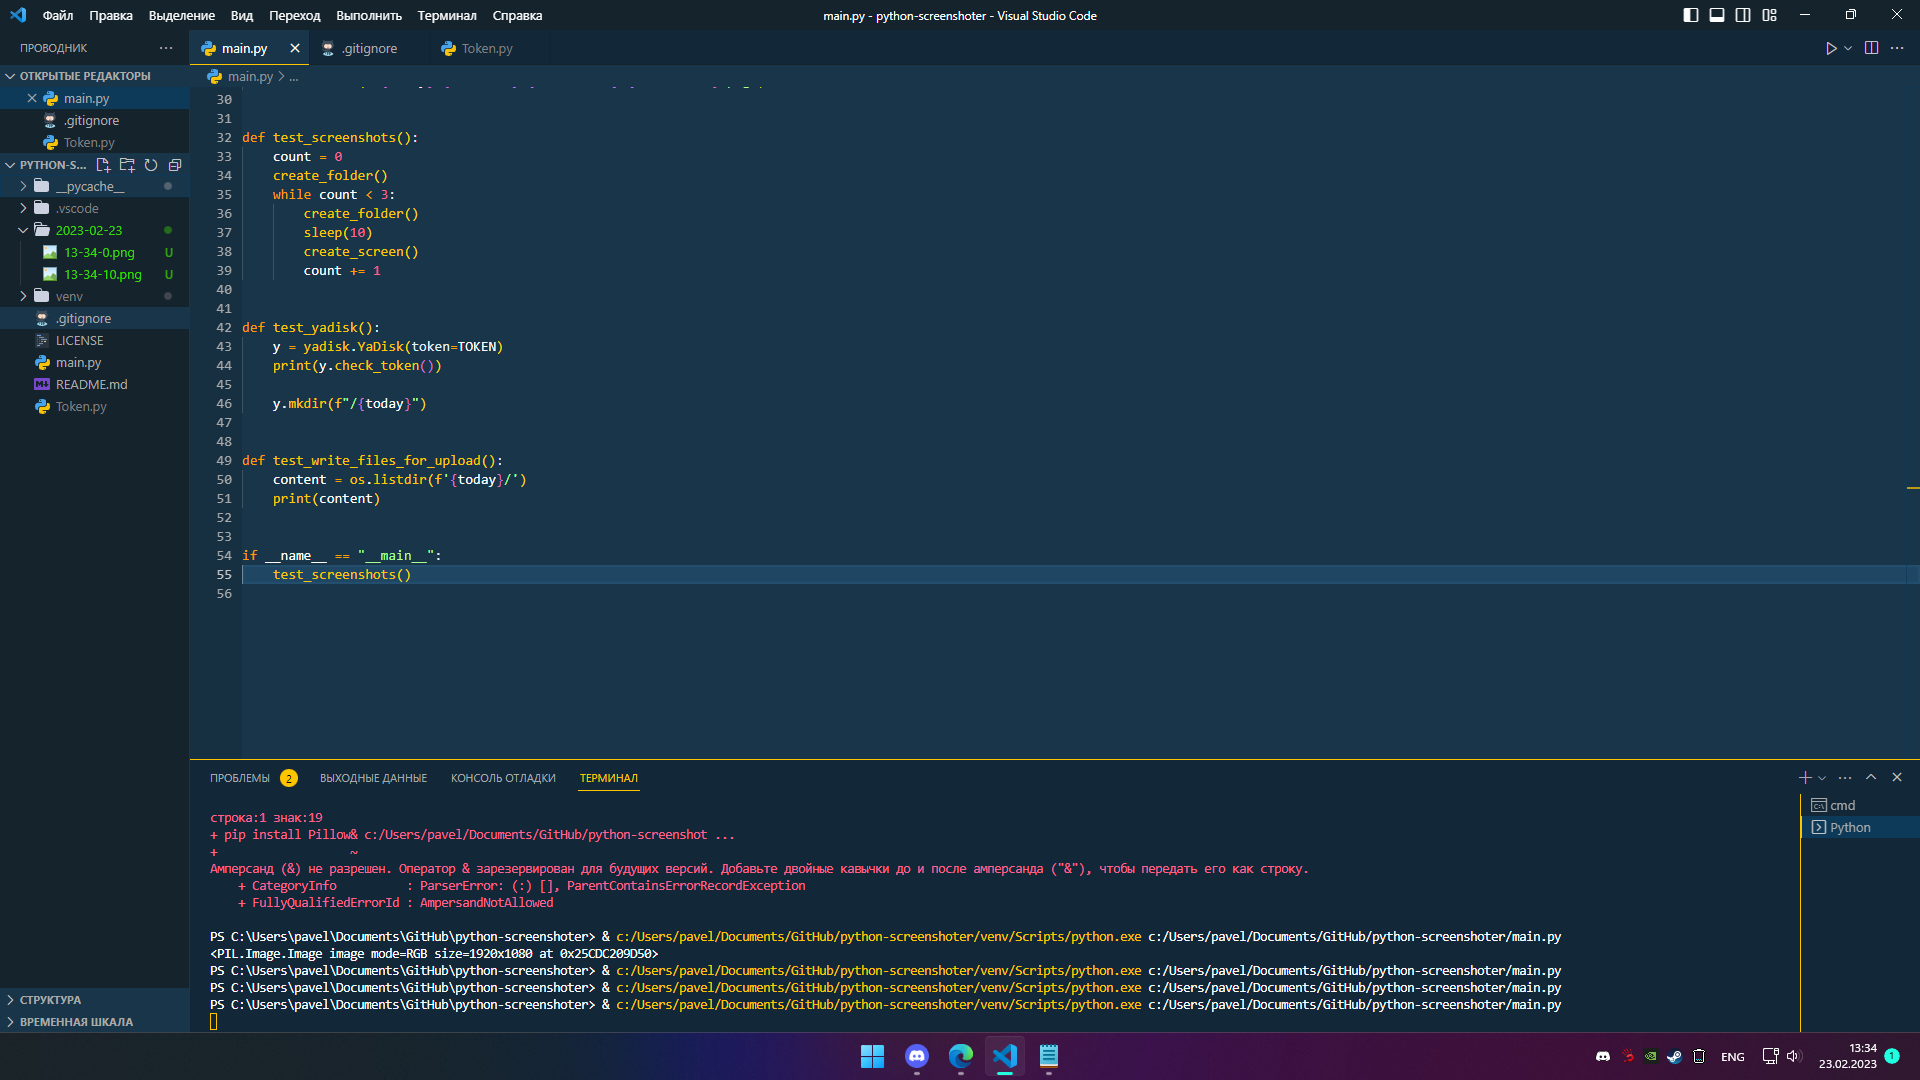 Файл Правка Выделение Вид Переход Выполнить Терминал Справка
main.py - python-screenshoter - Visual Studio Code
ПРОВОДНИК
main.py .gitignore Token.py
ОТКРЫТЫЕ РЕДАКТОРЫ
main.py
.gitignore
Token.py
PYTHON-S...
__pycache__
.vscode
2023-02-23
13-34-0.png U
13-34-10.png U
venv
.gitignore
LICENSE
main.py
README.md
Token.py
СТРУКТУРА
ВРЕМЕННАЯ ШКАЛА
main.py > ...
30
31
32 def test_screenshots():
33 count = 0
34 create_folder()
35 while count < 3:
36 create_folder()
37 sleep(10)
38 create_screen()
39 count += 1
40
41
42 def test_yadisk():
43 y = yadisk.YaDisk(token=TOKEN)
44 print(y.check_token())
45
46 y.mkdir(f"/{today}")
47
48
49 def test_write_files_for_upload():
50 content = os.listdir(f'{today}/')
51 print(content)
52
53
54 if __name__ == "__main__":
55 test_screenshots()
56
ПРОБЛЕМЫ 2 ВЫХОДНЫЕ ДАННЫЕ КОНСОЛЬ ОТЛАДКИ ТЕРМИНАЛ
строка:1 знак:19
+ pip install Pillow& c:/Users/pavel/Documents/GitHub/python-screenshot ...
+ ~
Амперсанд (&) не разрешен. Оператор & зарезервирован для будущих версий. Добавьте двойные кавычки до и после амперсанда ("&"), чтобы передать его как строку.
+ CategoryInfo : ParserError: (:) [], ParentContainsErrorRecordException
+ FullyQualifiedErrorId : AmpersandNotAllowed
PS C:\Users\pavel\Documents\GitHub\python-screenshoter> & c:/Users/pavel/Documents/GitHub/python-screenshoter/venv/Scripts/python.exe c:/Users/pavel/Documents/GitHub/python-screenshoter/main.py
<PIL.Image.Image image mode=RGB size=1920x1080 at 0x25CDC209D50>
PS C:\Users\pavel\Documents\GitHub\python-screenshoter> & c:/Users/pavel/Documents/GitHub/python-screenshoter/venv/Scripts/python.exe c:/Users/pavel/Documents/GitHub/python-screenshoter/main.py
PS C:\Users\pavel\Documents\GitHub\python-screenshoter> & c:/Users/pavel/Documents/GitHub/python-screenshoter/venv/Scripts/python.exe c:/Users/pavel/Documents/GitHub/python-screenshoter/main.py
PS C:\Users\pavel\Documents\GitHub\python-screenshoter> & c:/Users/pavel/Documents/GitHub/python-screenshoter/venv/Scripts/python.exe c:/Users/pavel/Documents/GitHub/python-screenshoter/main.py
cmd
Python
ENG
13:34
23.02.2023
1